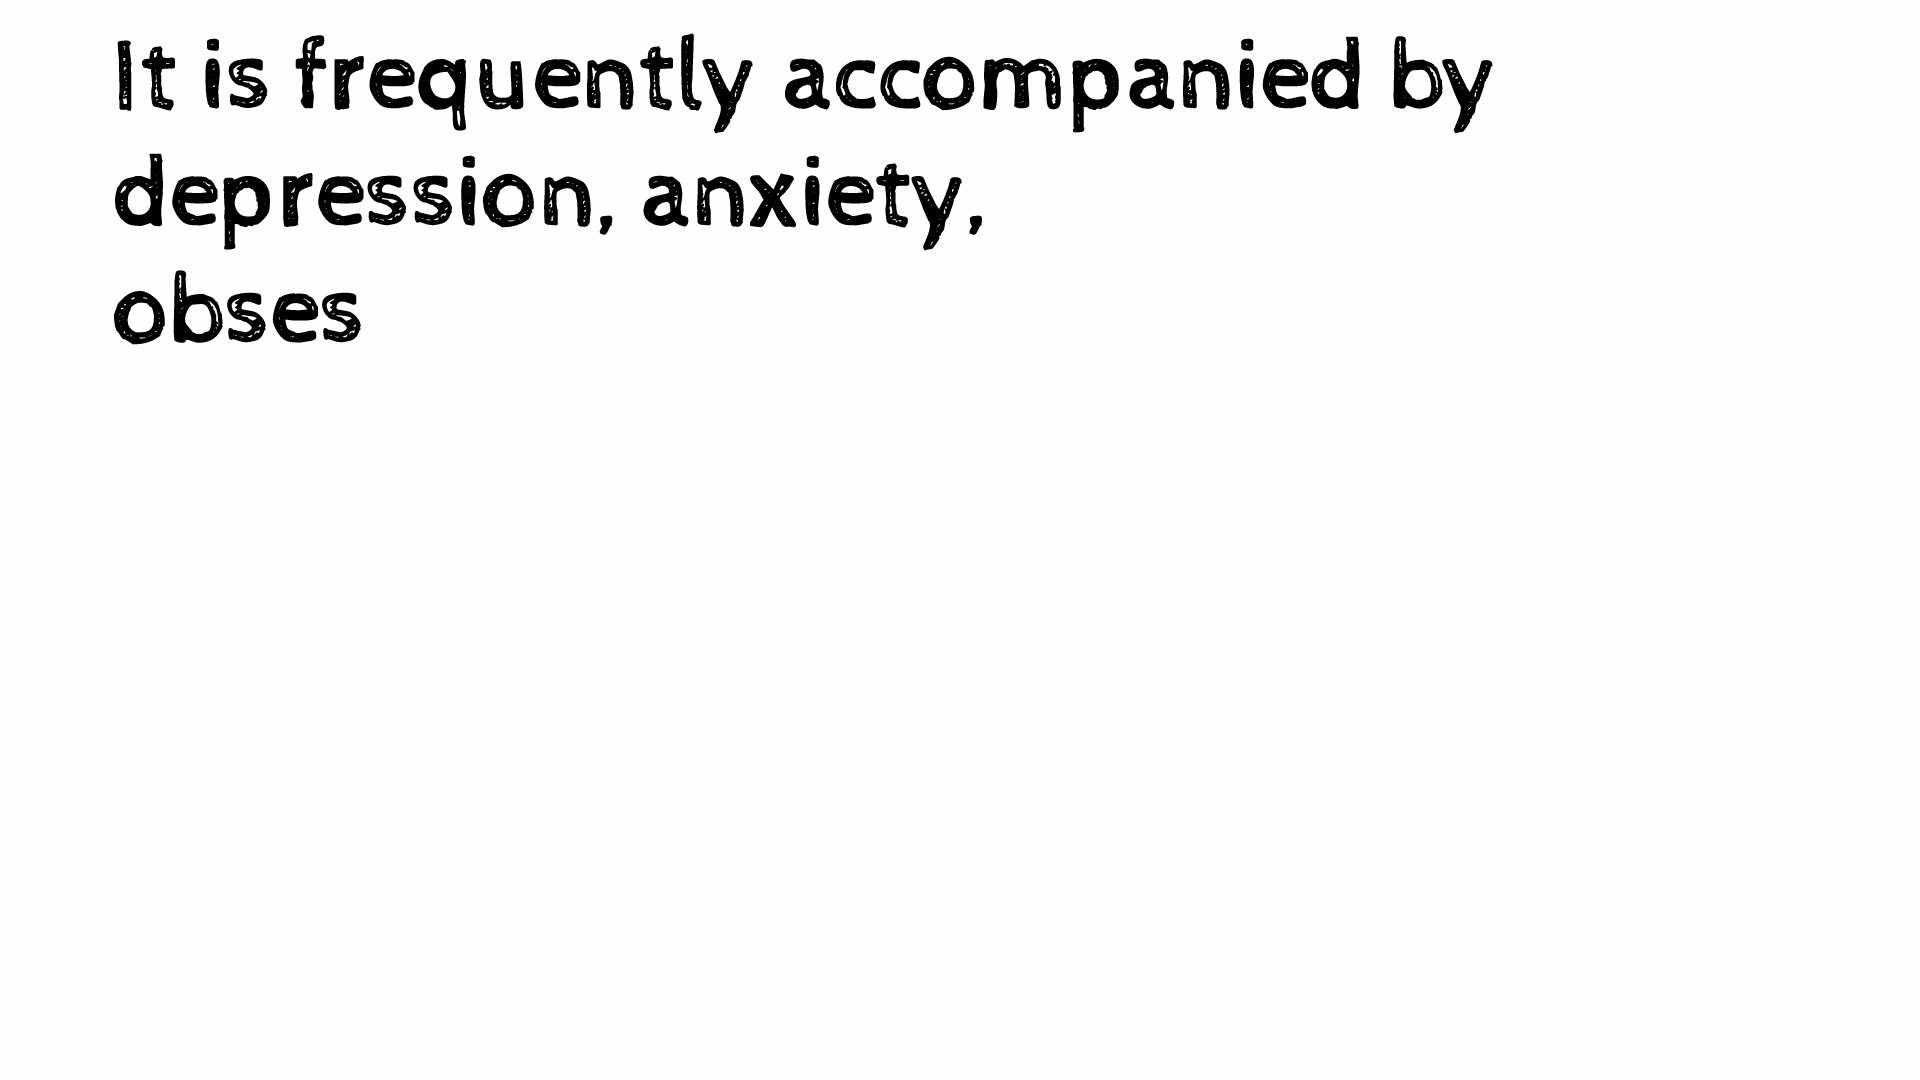 It is frequently accompanied by
depression, anxiety,
obses